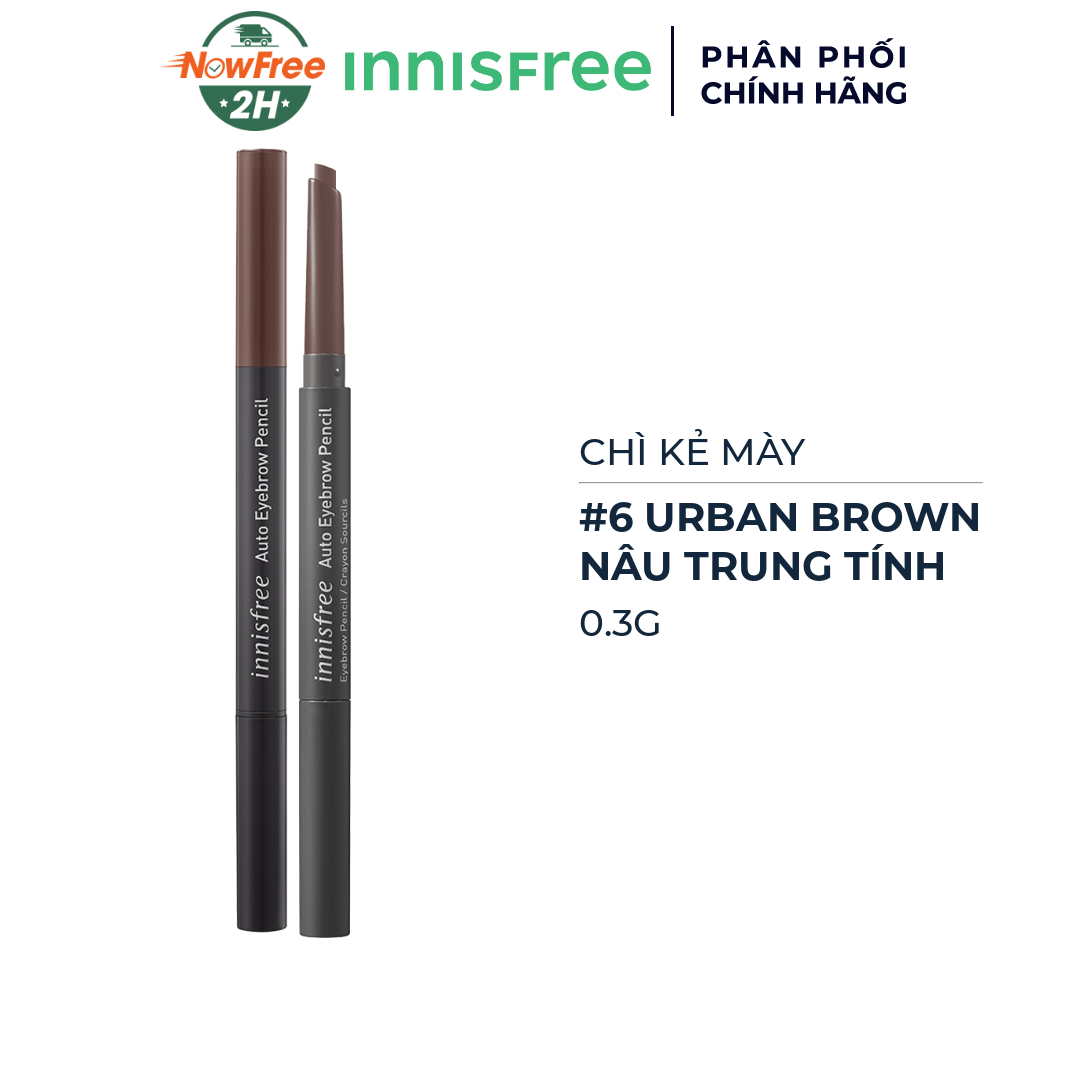 NowFree
2H
innisfree
PHÂN PHỐI
CHÍNH HÃNG
innisfree Auto Eyebrow Pencil
innisfree Auto Eyebrow Pencil
Eyebrow Pencil / Crayon Sourcils
CHÌ KẺ MÀY
#6 URBAN BROWN
NÂU TRUNG TÍNH
0.3G